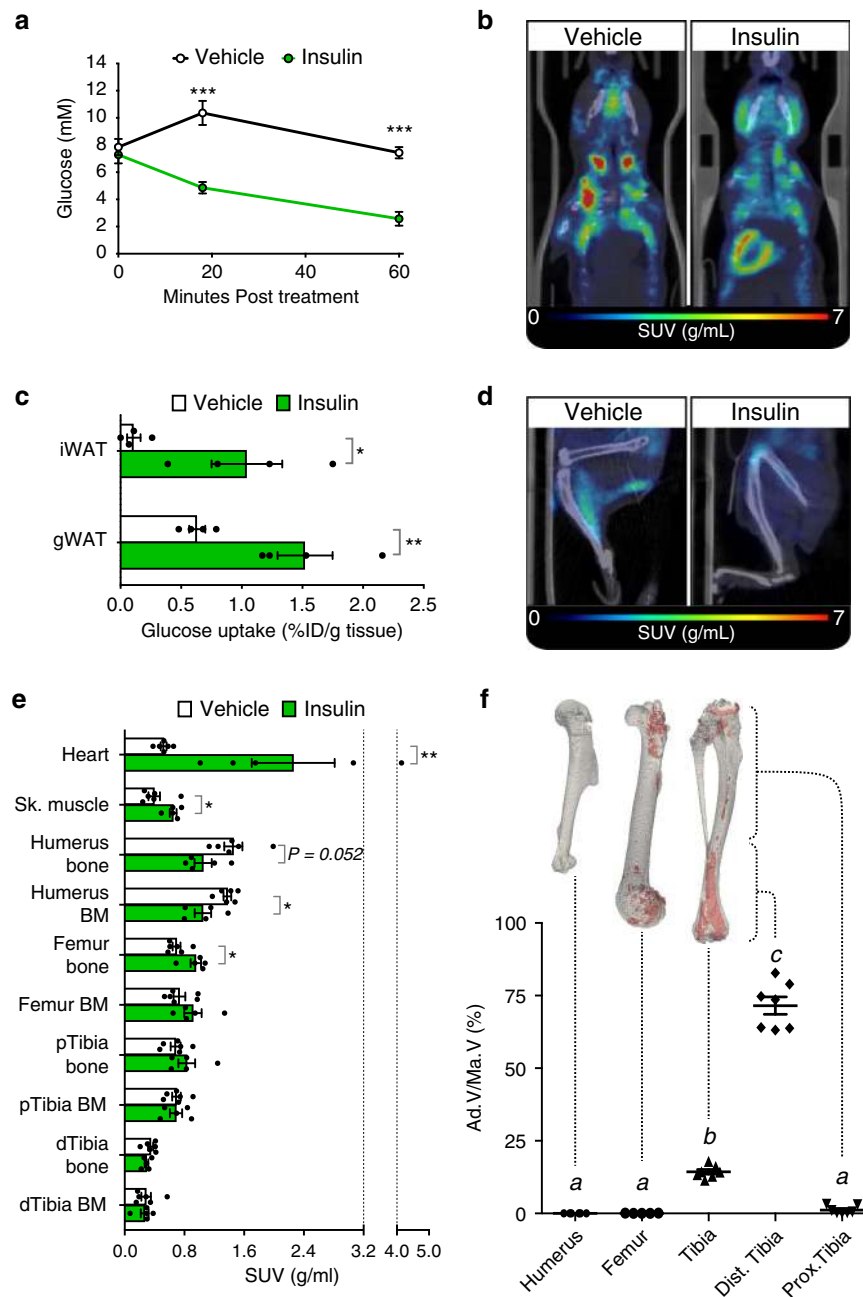 a
Vehicle Insulin
14
12
10
8
6
4
2
0
Glucose (mM)
***
***
0 20 40 60
Minutes Post treatment
b
Vehicle Insulin
0 7
SUV (g/mL)
c
Vehicle Insulin
iWAT
*
gWAT
**
0.0 0.5 1.0 1.5 2.0 2.5
Glucose uptake (%ID/g tissue)
d
Vehicle Insulin
0 7
SUV (g/mL)
e
Vehicle Insulin
Heart
**
Sk. muscle
*
Humerus
bone
P = 0.052
Humerus
BM
*
Femur
bone
*
Femur BM
pTibia
bone
pTibia BM
dTibia
bone
dTibia BM
0.0 0.8 1.6 2.4 3.2 4.0 5.0
SUV (g/ml)
f
100
75
50
25
0
Ad.V/Ma.V (%)
a
a
b
c
a
Humerus
Femur
Tibia
Dist. Tibia
Prox. Tibia